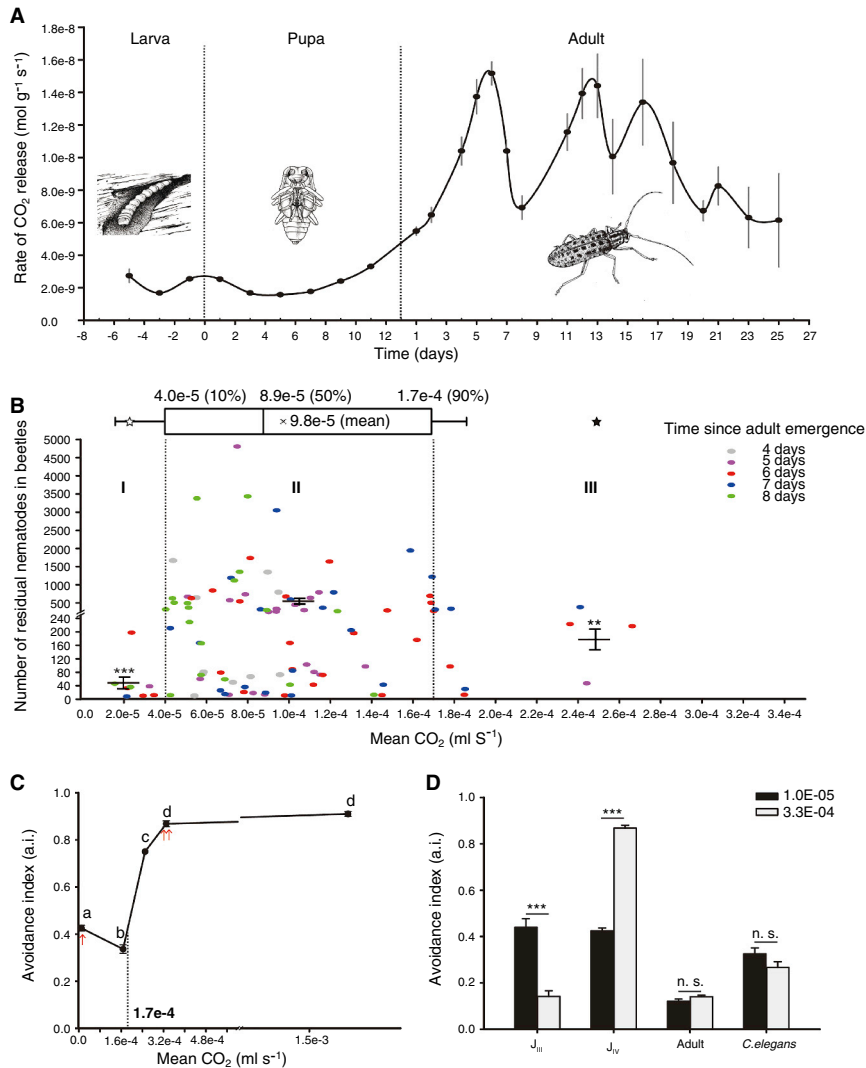 A
Larva Pupa Adult
Rate of CO2 release (mol g⁻¹ s⁻¹)
1.8e-8
1.6e-8
1.4e-8
1.2e-8
1.0e-8
8.0e-9
6.0e-9
4.0e-9
2.0e-9
0.0
-8 -6 -4 -2 0 2 4 6 8 10 12 1 3 5 7 9 11 13 15 17 19 21 23 25 27
Time (days)
B
4.0e-5 (10%) 8.9e-5 (50%) 1.7e-4 (90%)
× 9.8e-5 (mean)
Time since adult emergence
4 days
5 days
6 days
7 days
8 days
I II III
Number of residual nematodes in beetles
5000
4500
4000
3500
3000
2500
2000
1500
1000
500
240
200
160
120
80
40
0
*** **
0.0 2.0e-5 4.0e-5 6.0e-5 8.0e-5 1.0e-4 1.2e-4 1.4e-4 1.6e-4 1.8e-4 2.0e-4 2.2e-4 2.4e-4 2.6e-4 2.8e-4 3.0e-4 3.2e-4 3.4e-4
Mean CO2 (ml S⁻¹)
C
Avoidance index (a.i.)
1.0
0.8
0.6
0.4
0.2
0.0
a b c d d
1.7e-4
0.0 1.6e-4 3.2e-4 4.8e-4 1.5e-3
Mean CO2 (ml s⁻¹)
D
1.0E-05
3.3E-04
Avoidance index (a.i.)
1.0
0.8
0.6
0.4
0.2
0.0
*** *** n. s. n. s.
JIII JIV Adult C.elegans